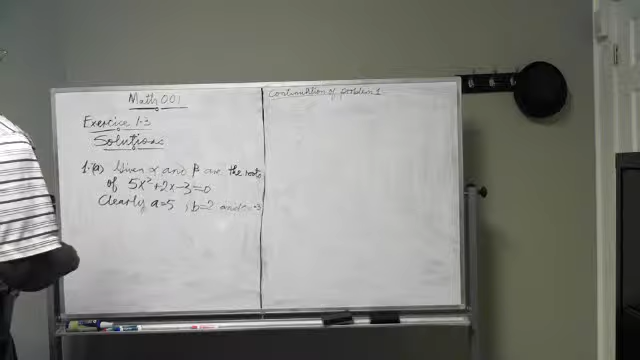 Math 001
Exercise 1.3
Solutions
1.(a) Given α and β are the roots
of 5x²+2x-3=0
Clearly a=5, b=2 and c=-3
Continuation of problem 1